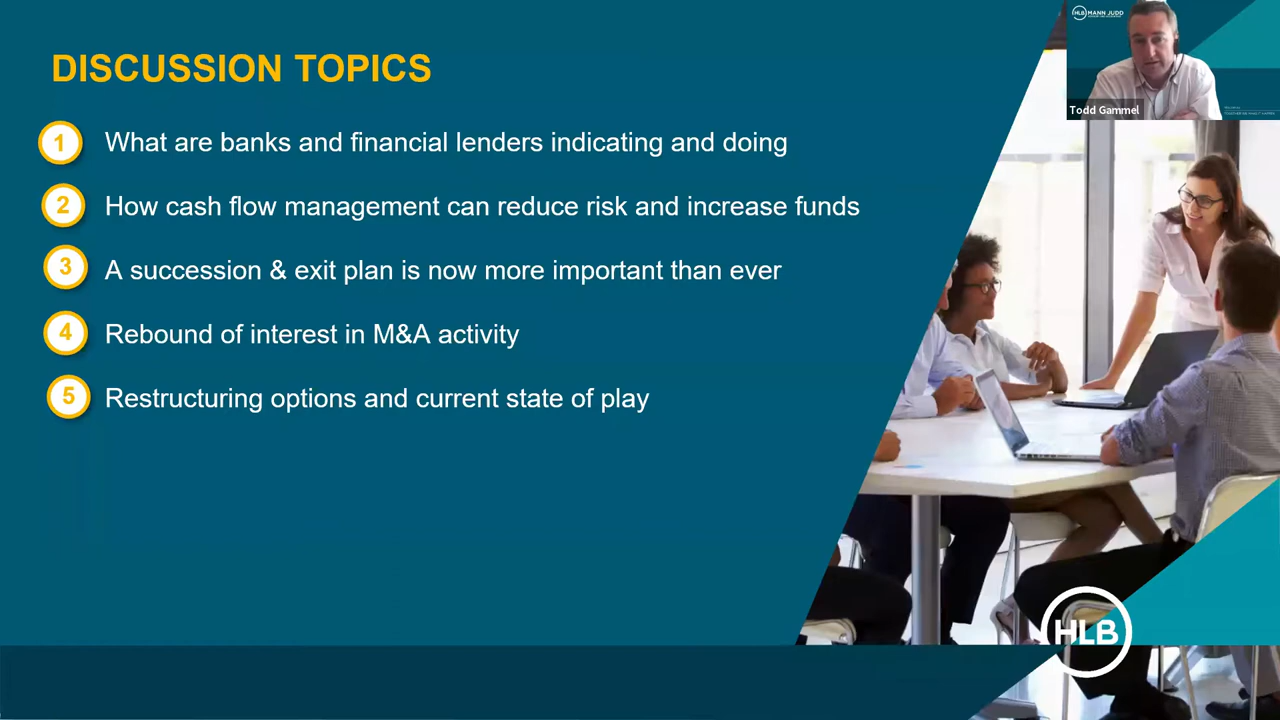 DISCUSSION TOPICS
1 What are banks and financial lenders indicating and doing
2 How cash flow management can reduce risk and increase funds
3 A succession & exit plan is now more important than ever
4 Rebound of interest in M&A activity
5 Restructuring options and current state of play
HLB MANN JUDD
Todd Gammel
HLB